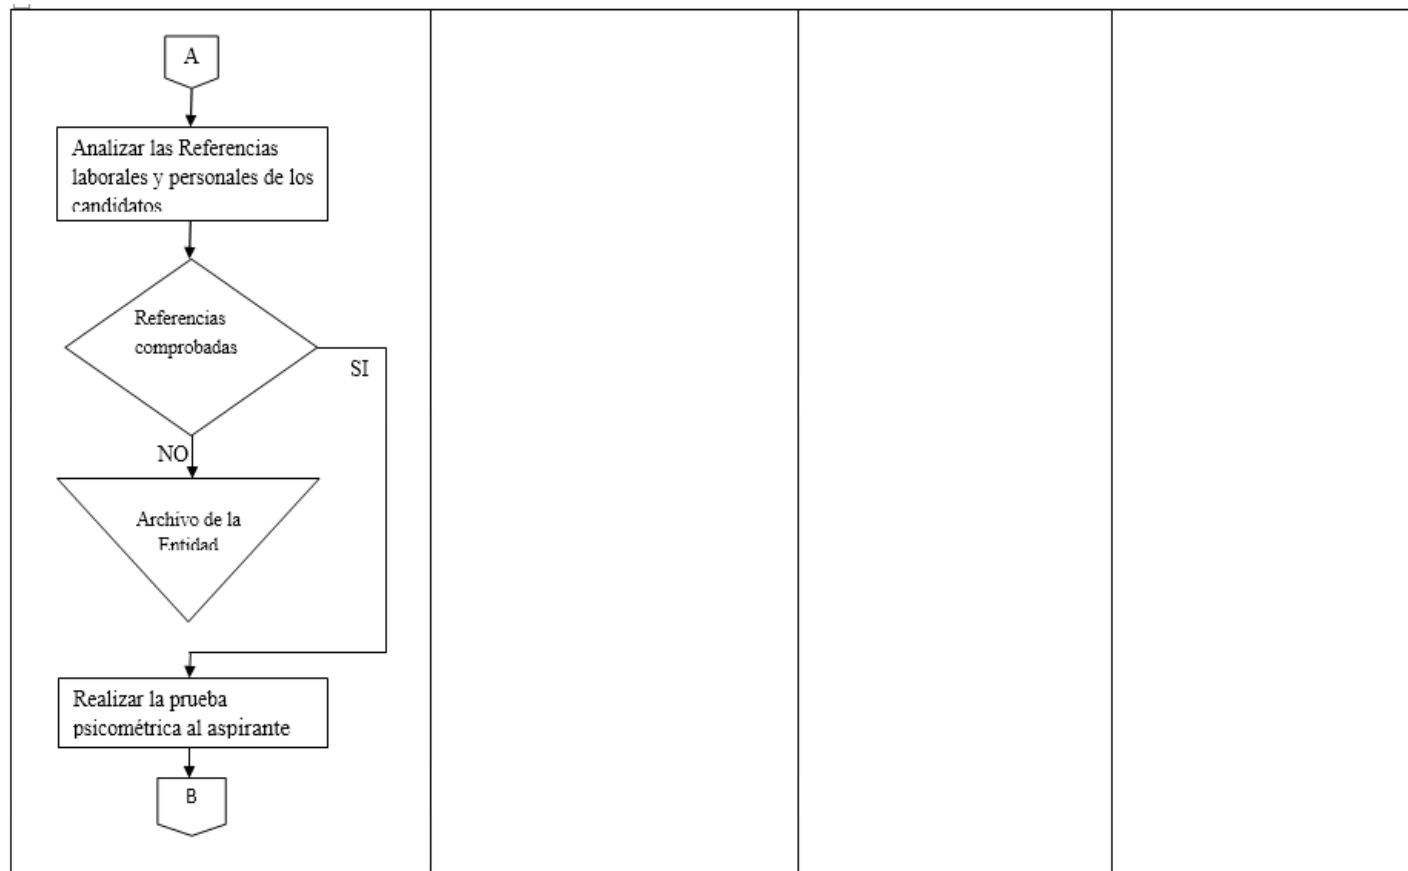 A
Analizar las Referencias
laborales y personales de los
candidatos
Referencias
comprobadas
SI
NO
Archivo de la
Entidad
Realizar la prueba
psicométrica al aspirante
B